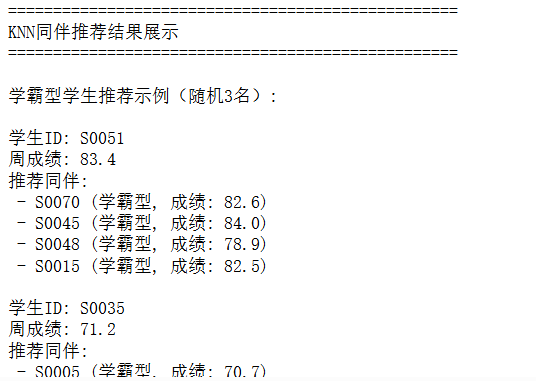 ==================================================
KNN同伴推荐结果展示
==================================================
学霸型学生推荐示例（随机3名）:
学生ID: S0051
周成绩: 83.4
推荐同伴:
- S0070 (学霸型, 成绩: 82.6)
- S0045 (学霸型, 成绩: 84.0)
- S0048 (学霸型, 成绩: 78.9)
- S0015 (学霸型, 成绩: 82.5)
学生ID: S0035
周成绩: 71.2
推荐同伴:
- S0005 (学霸型, 成绩: 70.7)